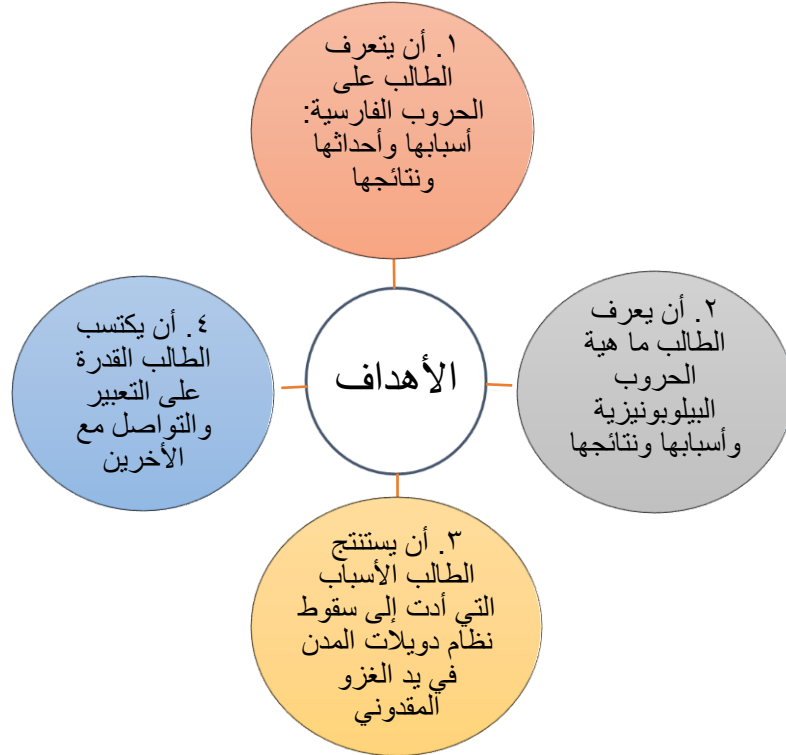 ١. أن يتعرف
الطالب على
الحروب الفارسية:
أسبابها وأحداثها
ونتائجها
٢. أن يعرف
الطالب ما هية
الحروب
البيلوبونيزية
وأسبابها ونتائجها
٣. أن يستنتج
الطالب الأسباب
التي أدت إلى سقوط
نظام دويلات المدن
في يد الغزو
المقدوني
٤. أن يكتسب
الطالب القدرة
على التعبير
والتواصل مع
الأخرين
الأهداف